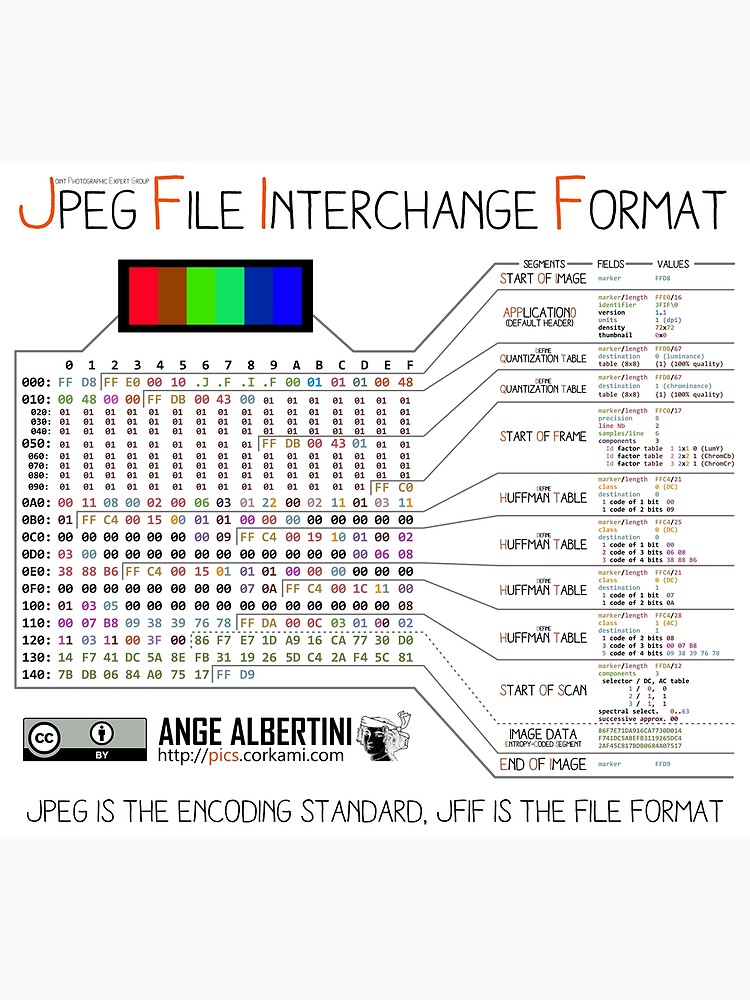 JOINT PHOTOGRAPHIC EXPERT GROUP
JPEG FILE INTERCHANGE FORMAT
0 1 2 3 4 5 6 7 8 9 A B C D E F
000: FF D8 FF E0 00 10 .J .F .I .F 00 01 01 01 00 48
010: 00 48 00 00 FF DB 00 43 00 01 01 01 01 01 01 01
020: 01 01 01 01 01 01 01 01 01 01 01 01 01 01 01 01
030: 01 01 01 01 01 01 01 01 01 01 01 01 01 01 01 01
040: 01 01 01 01 01 01 01 01 01 01 01 01 01 01 01 01
050: 01 01 01 01 01 01 01 01 01 FF DB 00 43 01 01 01
060: 01 01 01 01 01 01 01 01 01 01 01 01 01 01 01 01
070: 01 01 01 01 01 01 01 01 01 01 01 01 01 01 01 01
080: 01 01 01 01 01 01 01 01 01 01 01 01 01 01 01 01
090: 01 01 01 01 01 01 01 01 01 01 01 01 01 01 FF C0
0A0: 00 11 08 00 02 00 06 03 01 22 00 02 11 01 03 11
0B0: 01 FF C4 00 15 00 01 01 00 00 00 00 00 00 00 00
0C0: 00 00 00 00 00 00 00 09 FF C4 00 19 10 01 00 02
0D0: 03 00 00 00 00 00 00 00 00 00 00 00 00 00 06 08
0E0: 38 88 B6 FF C4 00 15 01 01 01 00 00 00 00 00 00
0F0: 00 00 00 00 00 00 00 00 07 0A FF C4 00 1C 11 00
100: 01 03 05 00 00 00 00 00 00 00 00 00 00 00 00 08
110: 00 07 B8 09 38 39 76 78 FF DA 00 0C 03 01 00 02
120: 11 03 11 00 3F 00 86 F7 E7 1D A9 16 CA 77 30 D0
130: 14 F7 41 DC 5A 8E FB 31 19 26 5D C4 2A F4 5C 81
140: 7B DB 06 84 A0 75 17 FF D9
SEGMENTS FIELDS VALUES
START OF IMAGE
marker FFD8
APPLICATION0
(DEFAULT HEADER)
marker/length FFE0/16
identifier JFIF\0
version 1.1
units 1 (dpi)
density 72x72
thumbnail 0x0
DEFINE
QUANTIZATION TABLE
marker/length FFDB/67
destination 0 (luminance)
table (8x8) {1} (100% quality)
DEFINE
QUANTIZATION TABLE
marker/length FFDB/67
destination 1 (chrominance)
table (8x8) {1} (100% quality)
START OF FRAME
marker/length FFC0/17
precision 8
line Nb 2
samples/line 6
components 3
Id factor table 1 1x1 0 (LumY)
Id factor table 2 2x2 1 (ChromCb)
Id factor table 3 2x2 1 (ChromCr)
DEFINE
HUFFMAN TABLE
marker/length FFC4/21
class 0 (DC)
destination 0
1 code of 1 bit 00
1 code of 2 bits 09
DEFINE
HUFFMAN TABLE
marker/length FFC4/25
class 0 (DC)
destination 0
1 code of 1 bit 00
2 code of 3 bits 06 08
3 code of 4 bits 38 88 B6
DEFINE
HUFFMAN TABLE
marker/length FFC4/21
class 0 (DC)
destination 1
1 code of 1 bit 07
1 code of 2 bits 0A
DEFINE
HUFFMAN TABLE
marker/length FFC4/28
class 1 (AC)
destination 1
1 code of 2 bits 08
3 code of 3 bits 00 07 B8
5 code of 4 bits 09 38 39 76 78
START OF SCAN
marker/length FFDA/12
components 3
selector / DC, AC table
1 / 0, 0
2 / 1, 1
3 / 1, 1
spectral select. 0..63
successive approx. 00
IMAGE DATA
ENTROPY-CODED SEGMENT
86F7E71DA916CA7730D014
F741DC5A8EFB3119265DC4
2AF45C817BDB0684A07517
END OF IMAGE
marker FFD9
cc
BY
ANGE ALBERTINI
http://pics.corkami.com
JPEG IS THE ENCODING STANDARD, JFIF IS THE FILE FORMAT